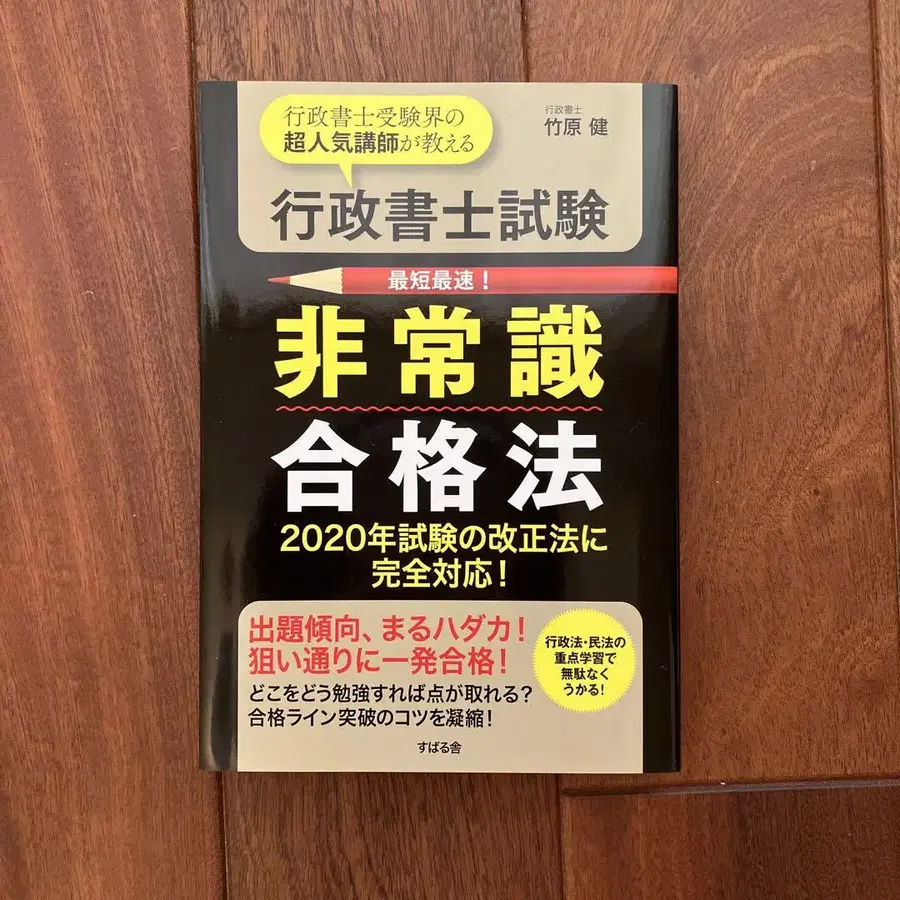 行政書士受験界の
超人気講師が教える
行政書士
竹原 健
行政書士試験
最短最速！
非常識
合格法
2020年試験の改正法に
完全対応！
出題傾向、まるハダカ！
狙い通りに一発合格！
どこをどう勉強すれば点が取れる？
合格ライン突破のコツを凝縮！
行政法・民法の
重点学習で
無駄なく
うかる！
すばる舎